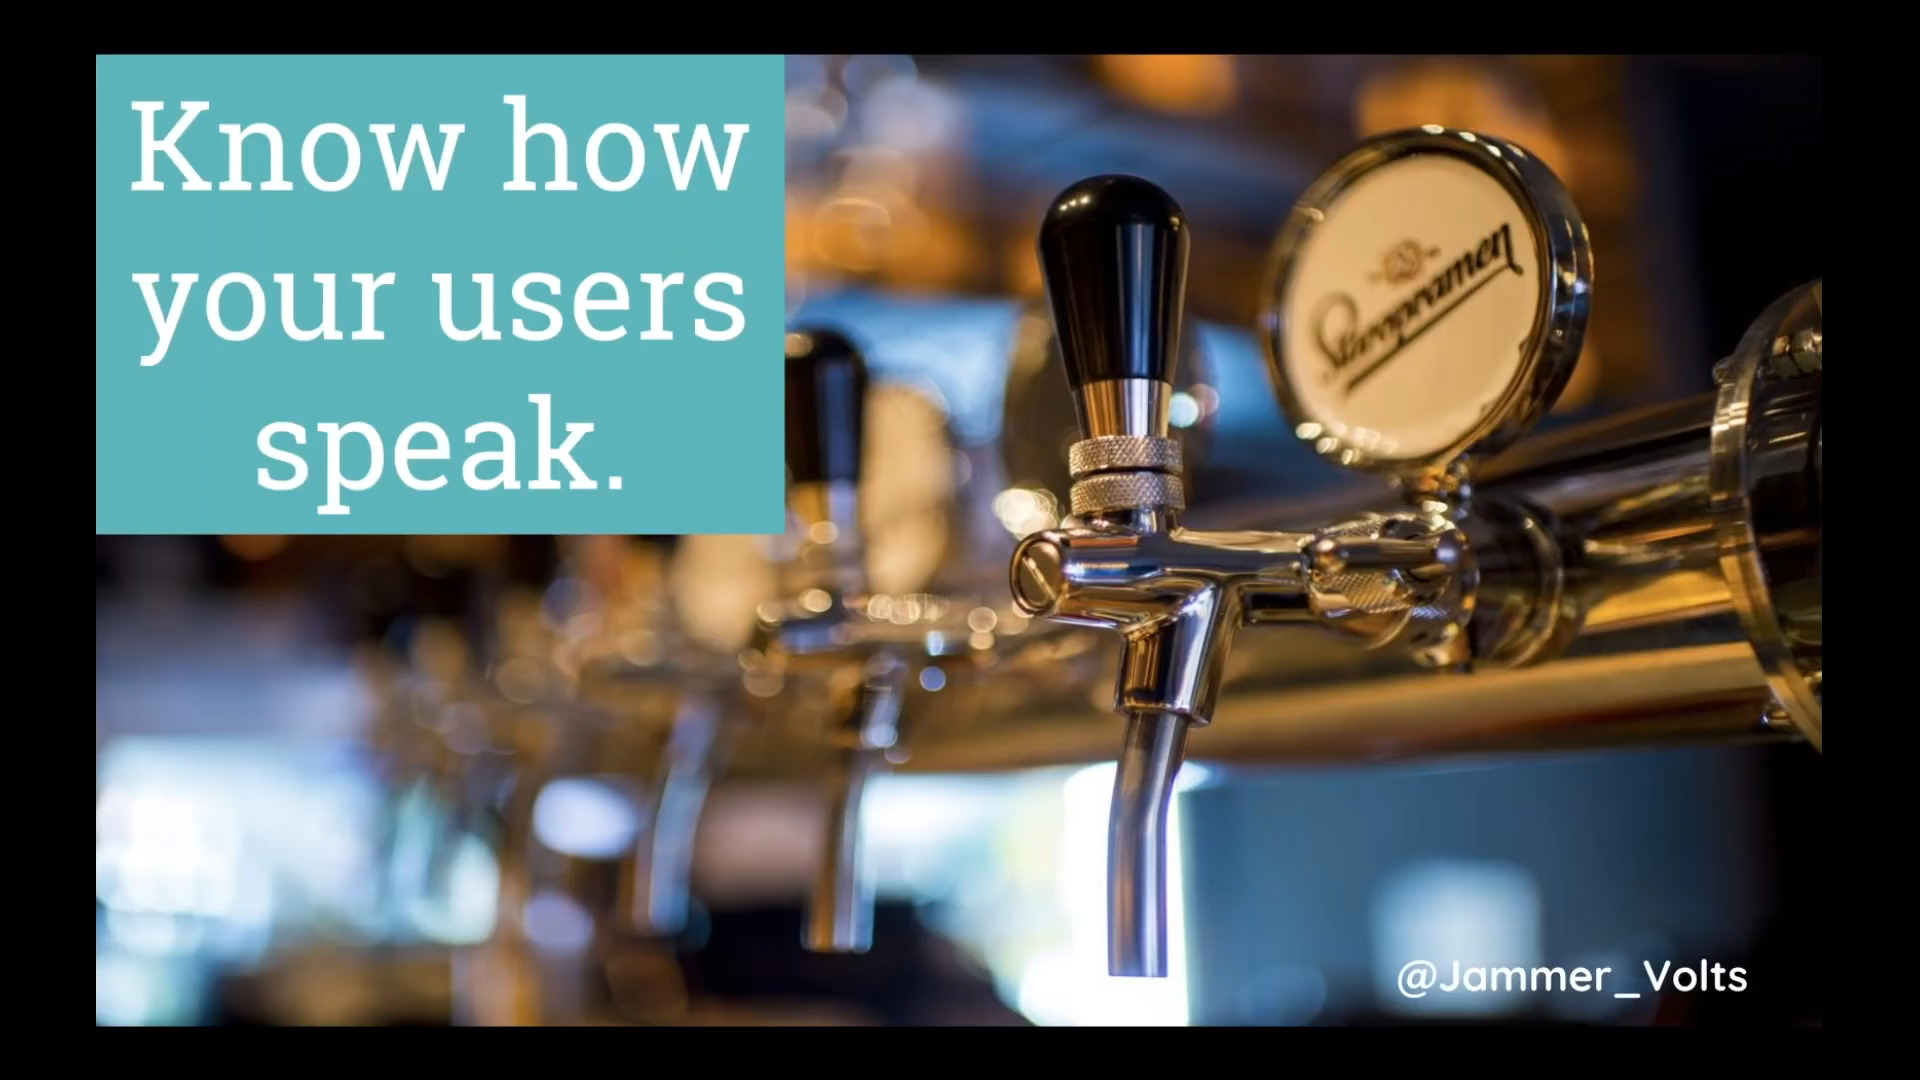 Know how
your users
speak.
Staropramen
@Jammer_Volts